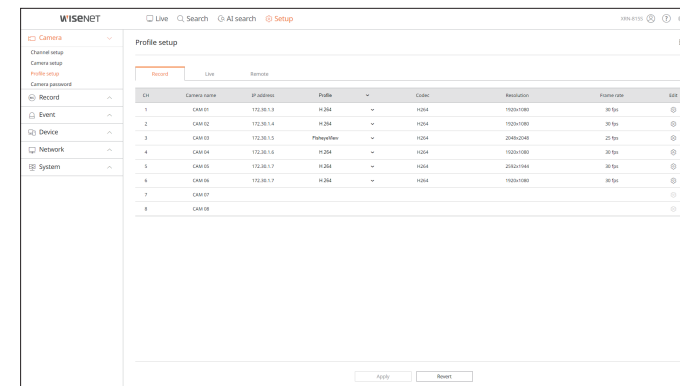 WISENET Live Search AI search Setup VRN-815S
Camera
Channel setup
Camera setup
Profile setup
Camera password
Record
Event
Device
Network
System
Profile setup
Record Live Remote
CH Camera name IP address Profile Codec Resolution Frame rate Edit
1 CAM 01 172.30.1.3 H.264 H264 1920x1080 30 fps
2 CAM 02 172.30.1.4 H.264 H264 1920x1080 30 fps
3 CAM 03 172.30.1.5 FisheyeView H264 2048x2048 25 fps
4 CAM 04 172.30.1.6 H.264 H264 1920x1080 30 fps
5 CAM 05 172.30.1.7 H.264 H264 2592x1944 30 fps
6 CAM 06 172.30.1.7 H.264 H264 1920x1080 30 fps
7 CAM 07
8 CAM 08
Apply Revert